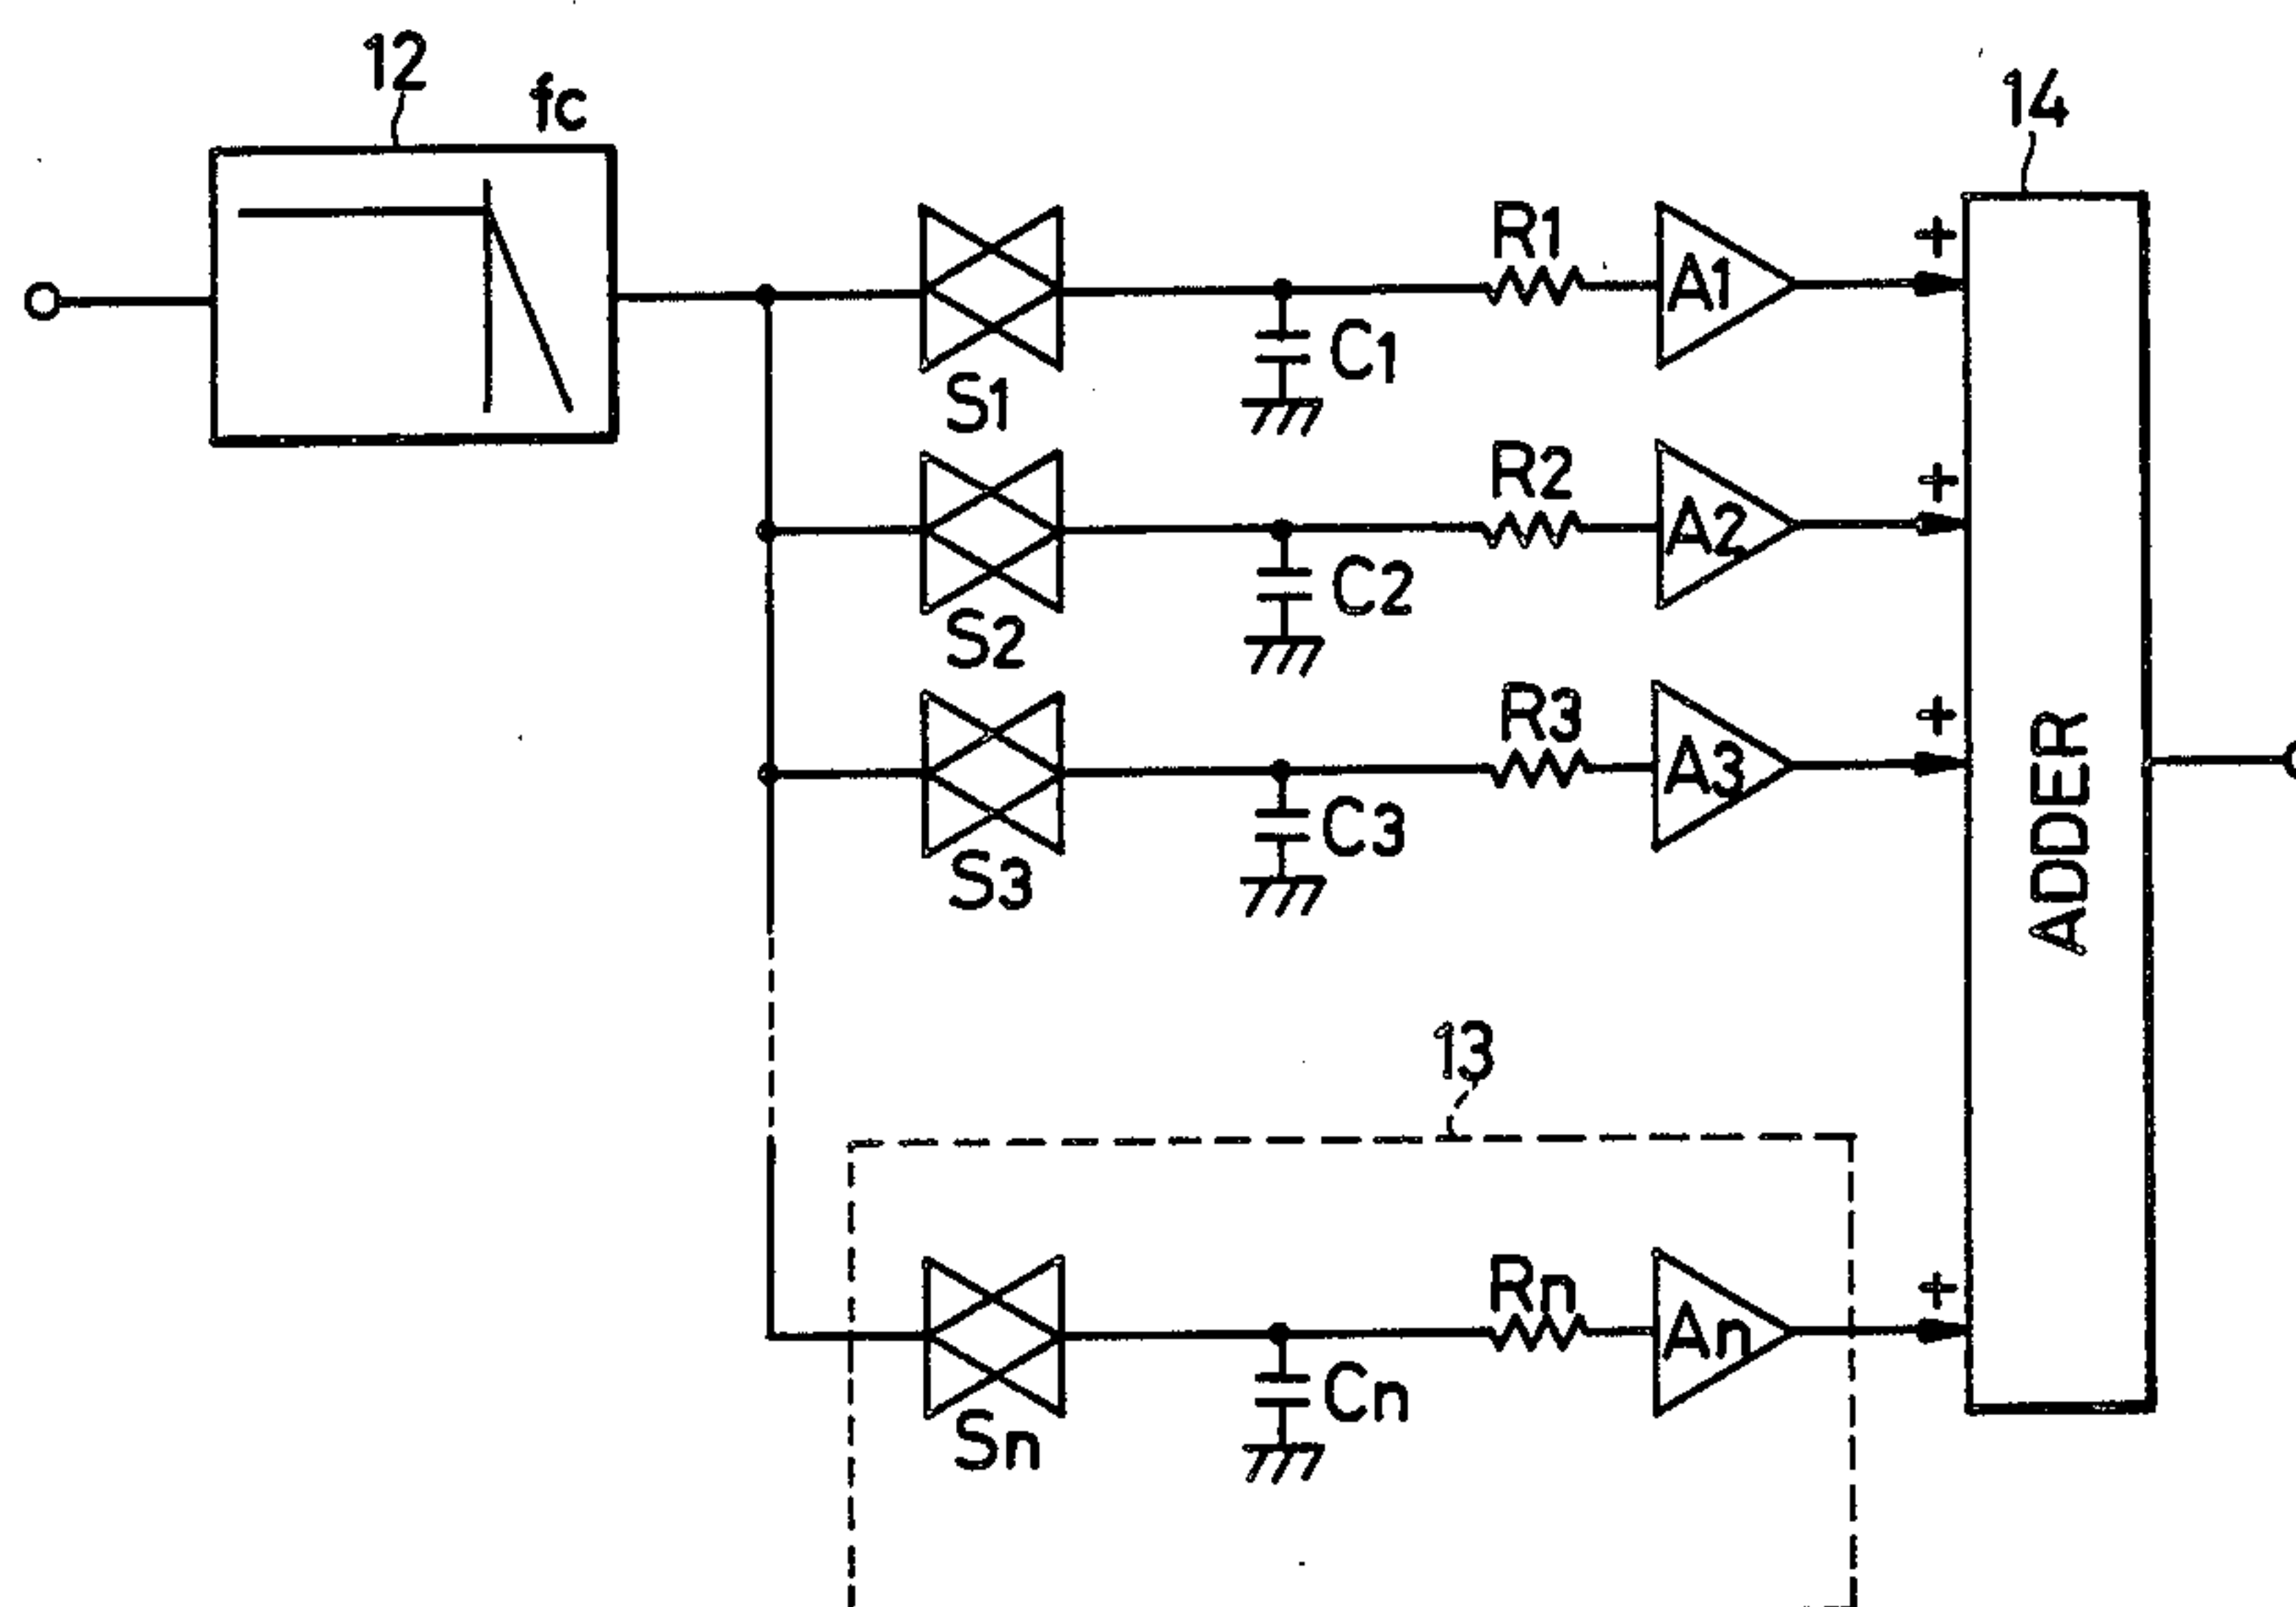 12
fc
14
+
R1
A1
C1
S1
+
R2
A2
C2
S2
+
R3
A3
C3
S3
ADDER
13
+
Rn
An
Cn
Sn